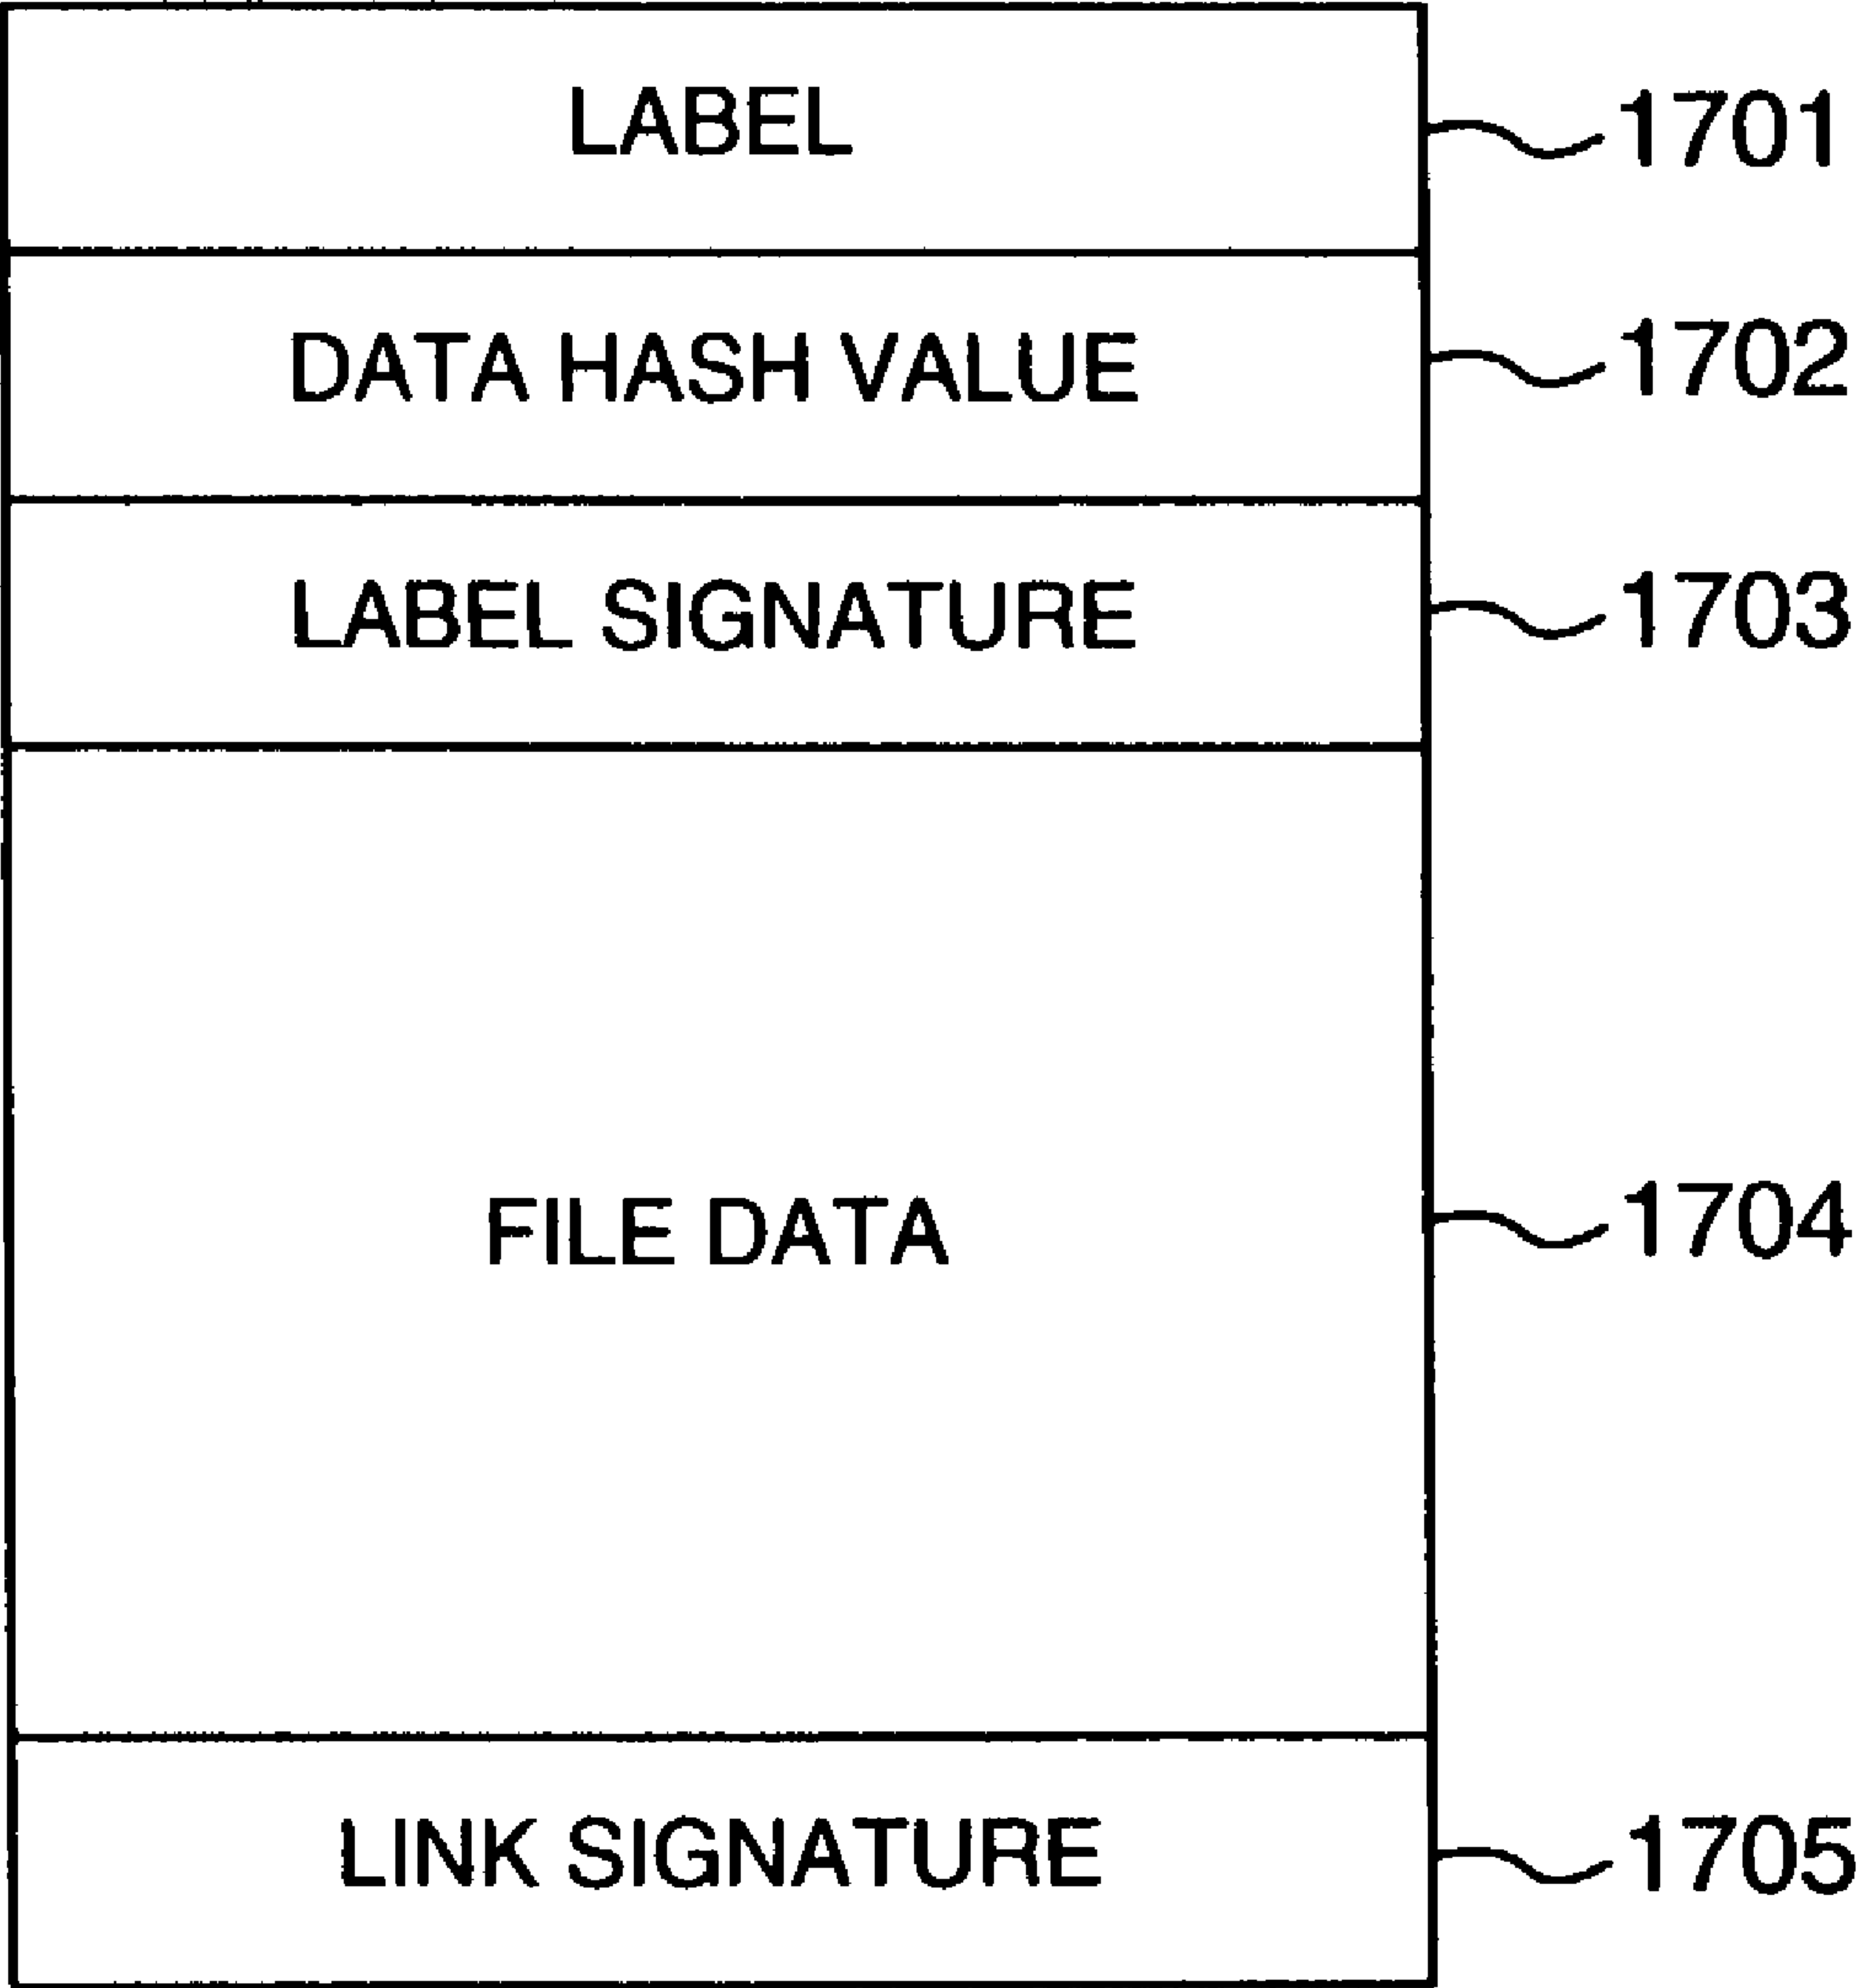 LABEL 1701
DATA HASH VALUE 1702
LABEL SIGNATURE 1703
FILE DATA 1704
LINK SIGNATURE 1705